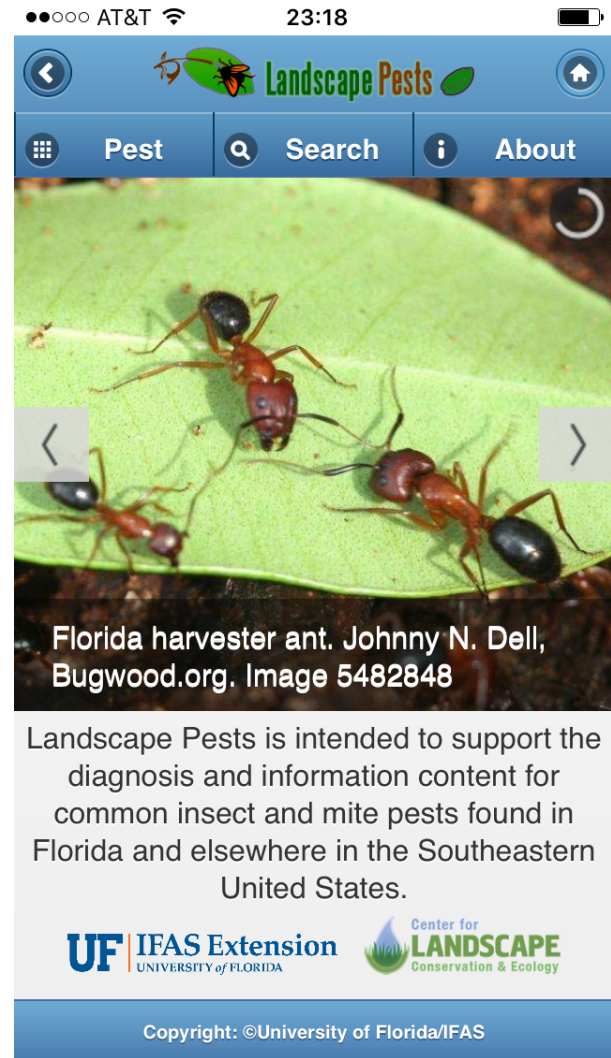 AT&T 23:18
Landscape Pests
Pest Search About
Florida harvester ant. Johnny N. Dell,
Bugwood.org. Image 5482848
Landscape Pests is intended to support the
diagnosis and information content for
common insect and mite pests found in
Florida and elsewhere in the Southeastern
United States.
UF IFAS Extension
UNIVERSITY of FLORIDA
Center for
LANDSCAPE
Conservation & Ecology
Copyright: ©University of Florida/IFAS